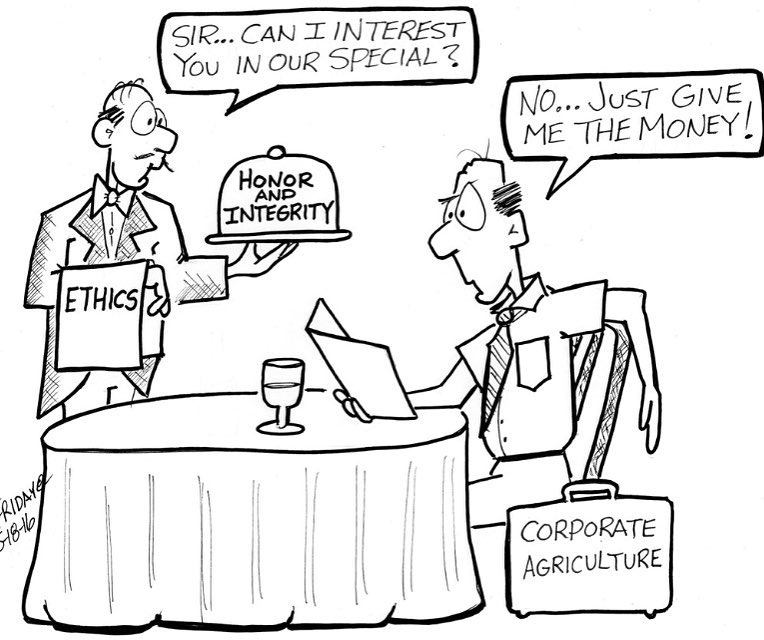 SIR... CAN I INTEREST
YOU IN OUR SPECIAL?
NO... JUST GIVE
ME THE MONEY!
HONOR
AND
INTEGRITY
ETHICS
CORPORATE
AGRICULTURE